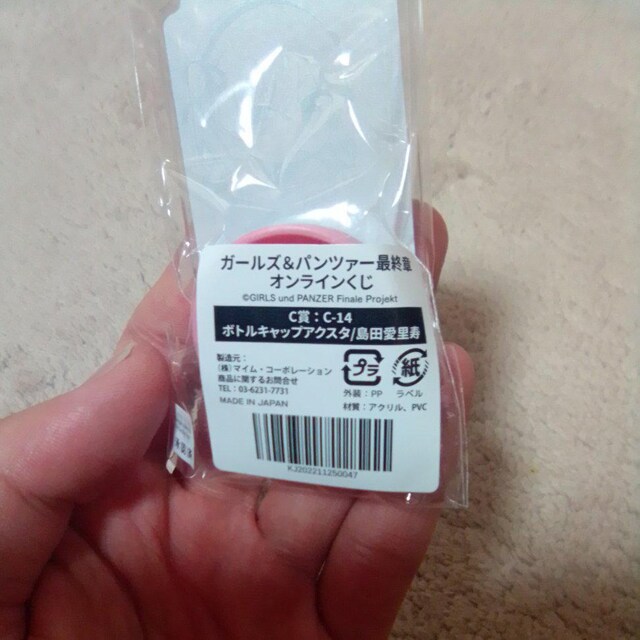 ガールズ&パンツァー最終章
オンラインくじ
©GIRLS und PANZER Finale Projekt
C賞：C-14
ボトルキャップアクスタ/島田愛里寿
製造元：
(株)マイム・コーポレーション
商品に関するお問合せ
TEL：03-6231-7731
MADE IN JAPAN
プラ
外装：PP
紙
ラベル
材質：アクリル、PVC
KJ202211250047